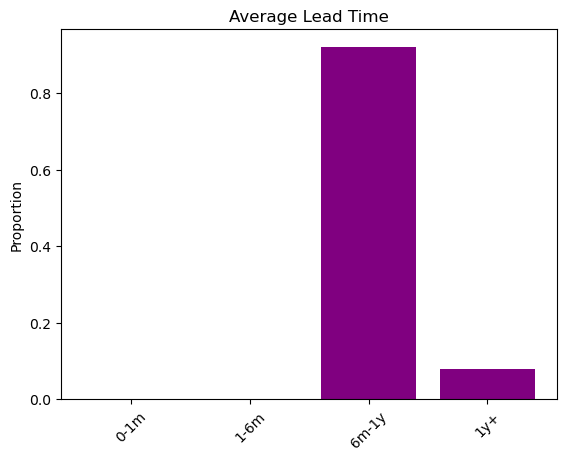 Average Lead Time
Proportion
0.8
0.6
0.4
0.2
0.0
0-1m
1-6m
6m-1y
1y+